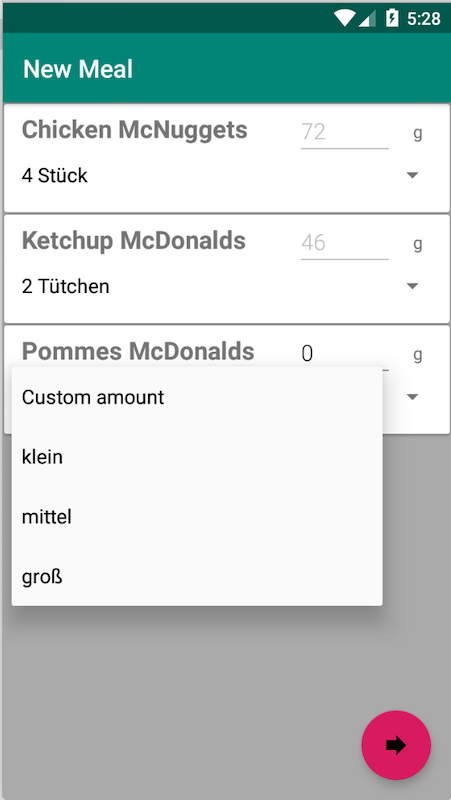 5:28
New Meal
Chicken McNuggets 72 g
4 Stück
Ketchup McDonalds 46 g
2 Tütchen
Pommes McDonalds 0 g
Custom amount
klein
mittel
groß